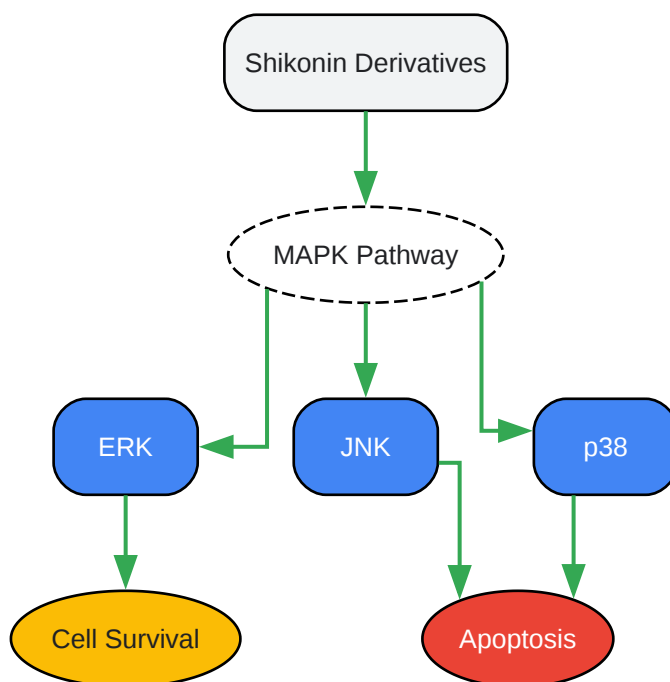 Shikonin Derivatives
MAPK Pathway
ERK
JNK
p38
Cell Survival
Apoptosis